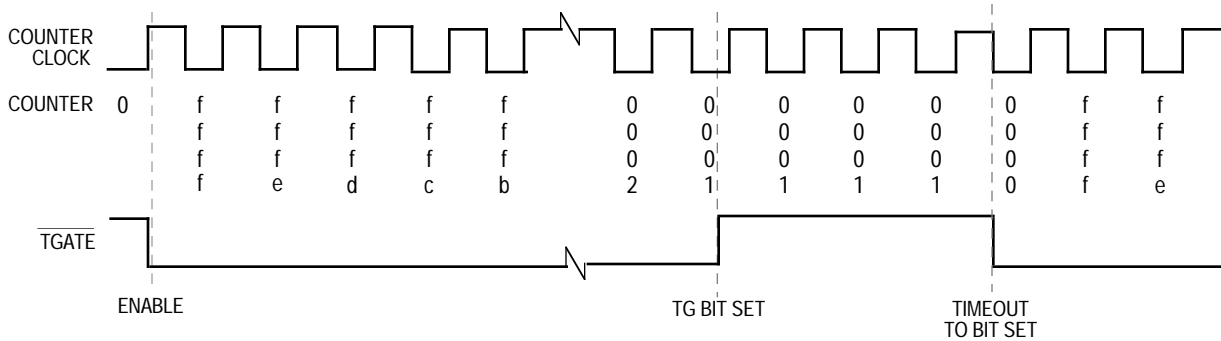 COUNTER
CLOCK
COUNTER 0 f f f f f 0 0 0 0 0 0 f f
f f f f f 0 0 0 0 0 0 f f
f f f f f 0 0 0 0 0 0 f f
f e d c b 2 1 1 1 1 0 f e
TGATE
ENABLE
TG BIT SET
TIMEOUT
TO BIT SET